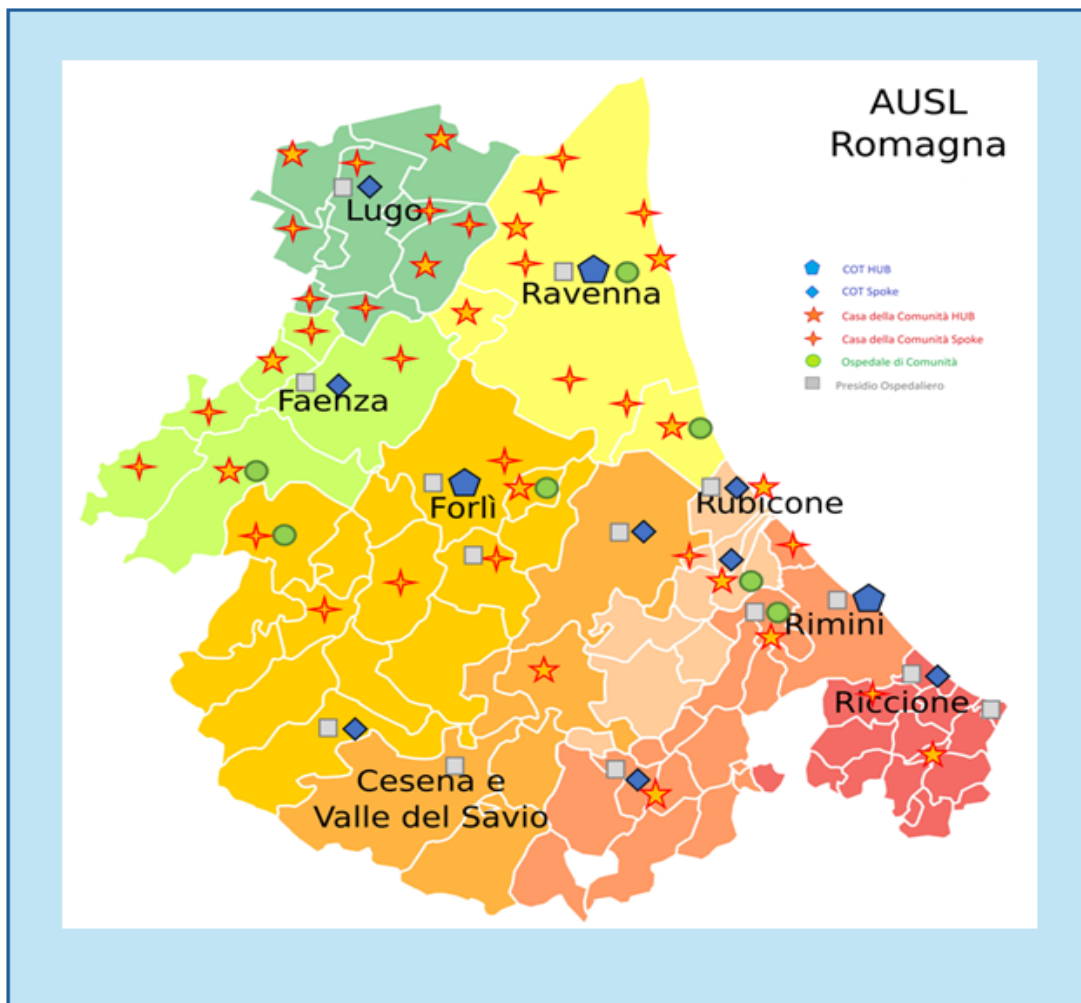 AUSL
Romagna
Lugo
COT HUB
COT Spoke
Ravenna
Casa della Comunità HUB
Casa della Comunità Spoke
Ospedale di Comunità
Presidio Ospedaliero
Faenza
Forlì
Rubicone
Rimini
Riccione
Cesena e
Valle del Savio